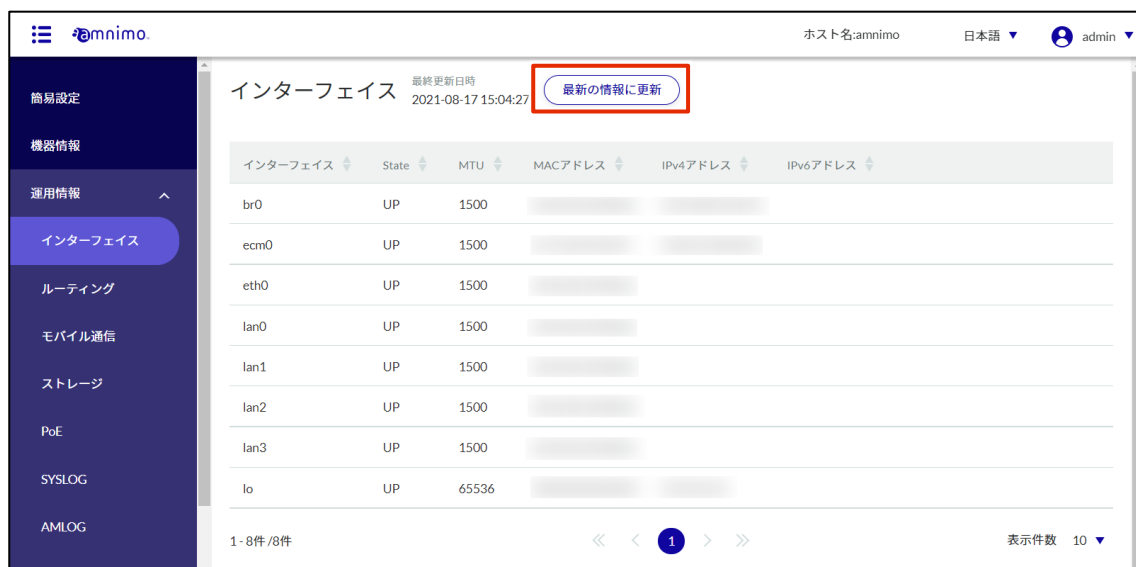 amnimo.
ホスト名:amnimo
日本語
admin
簡易設定
機器情報
運用情報
インターフェイス
ルーティング
モバイル通信
ストレージ
PoE
SYSLOG
AMLOG
インターフェイス
最終更新日時
2021-08-17 15:04:27
最新の情報に更新
インターフェイス State MTU MACアドレス IPv4アドレス IPv6アドレス
br0 UP 1500
ecm0 UP 1500
eth0 UP 1500
lan0 UP 1500
lan1 UP 1500
lan2 UP 1500
lan3 UP 1500
lo UP 65536
1 - 8件 /8件
1
表示件数 10